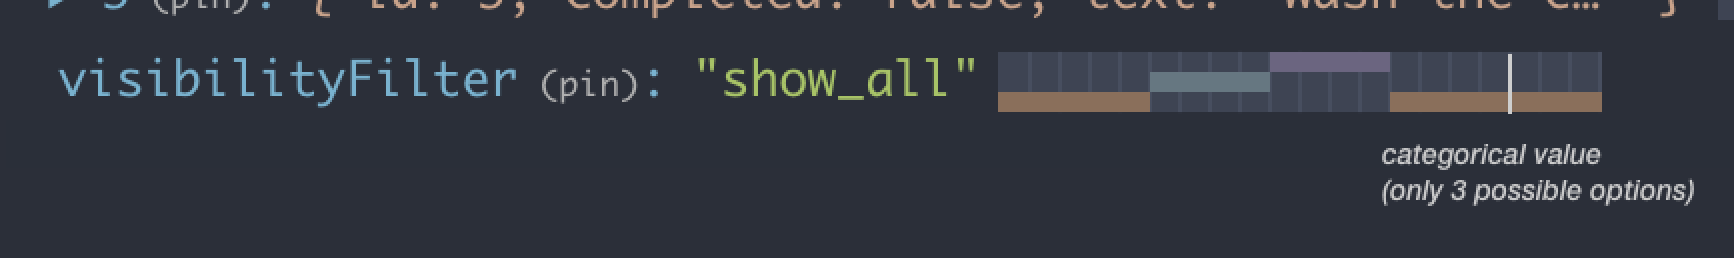 3 (pin): { id: 3, completed: false, text: "Wash the c… }
visibilityFilter (pin): "show_all"
categorical value
(only 3 possible options)